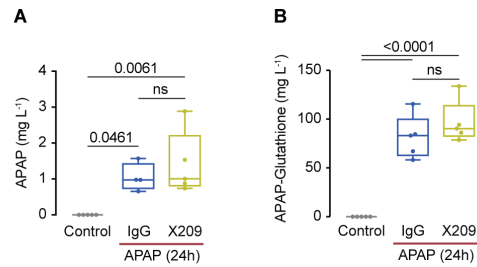 A
APAP (mg L-1)
4
3
2
1
0
0.0061
ns
0.0461
Control
IgG
X209
APAP (24h)
B
APAP-Glutathione (mg L-1)
150
100
50
0
<0.0001
ns
Control
IgG
X209
APAP (24h)